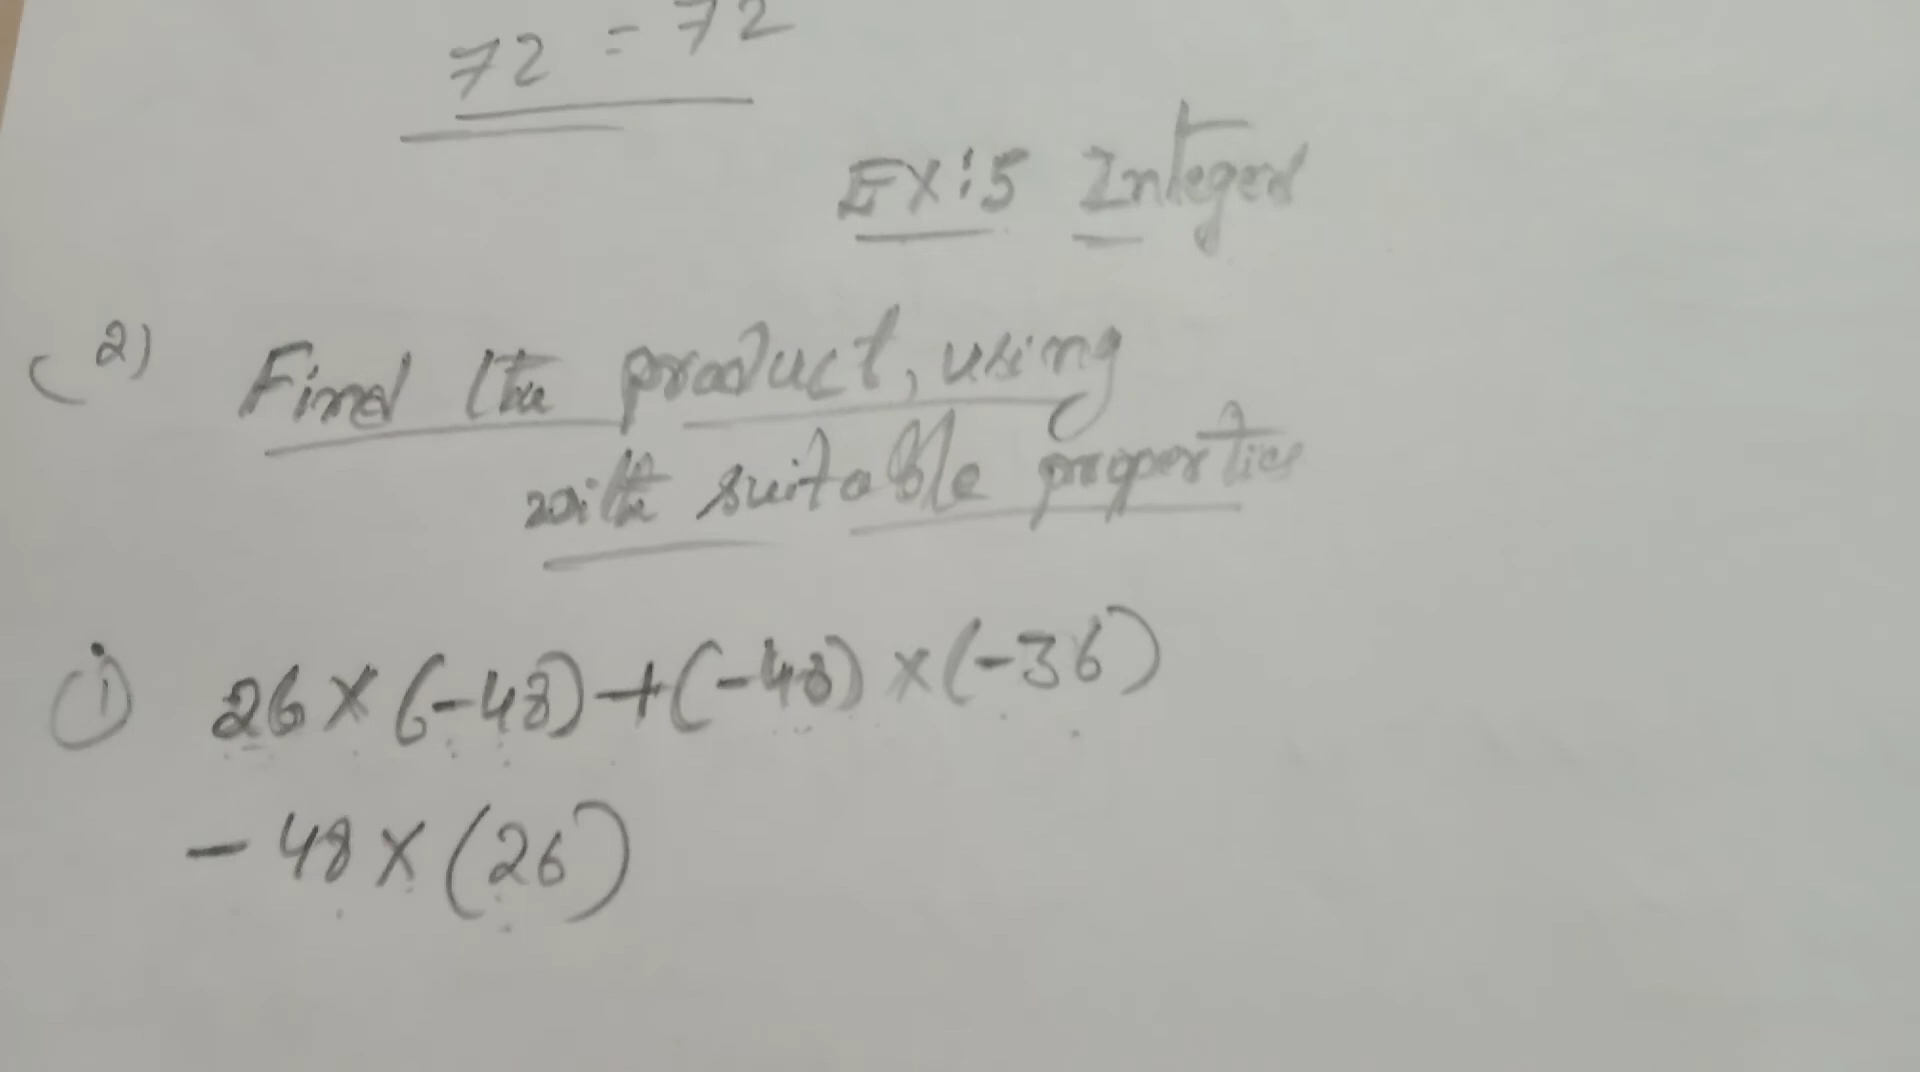 72 = 72
EX:5 Integers
2) Find the product, using
with suitable properties
i) 26 × (-48) + (-48) × (-36)
- 48 × (26)